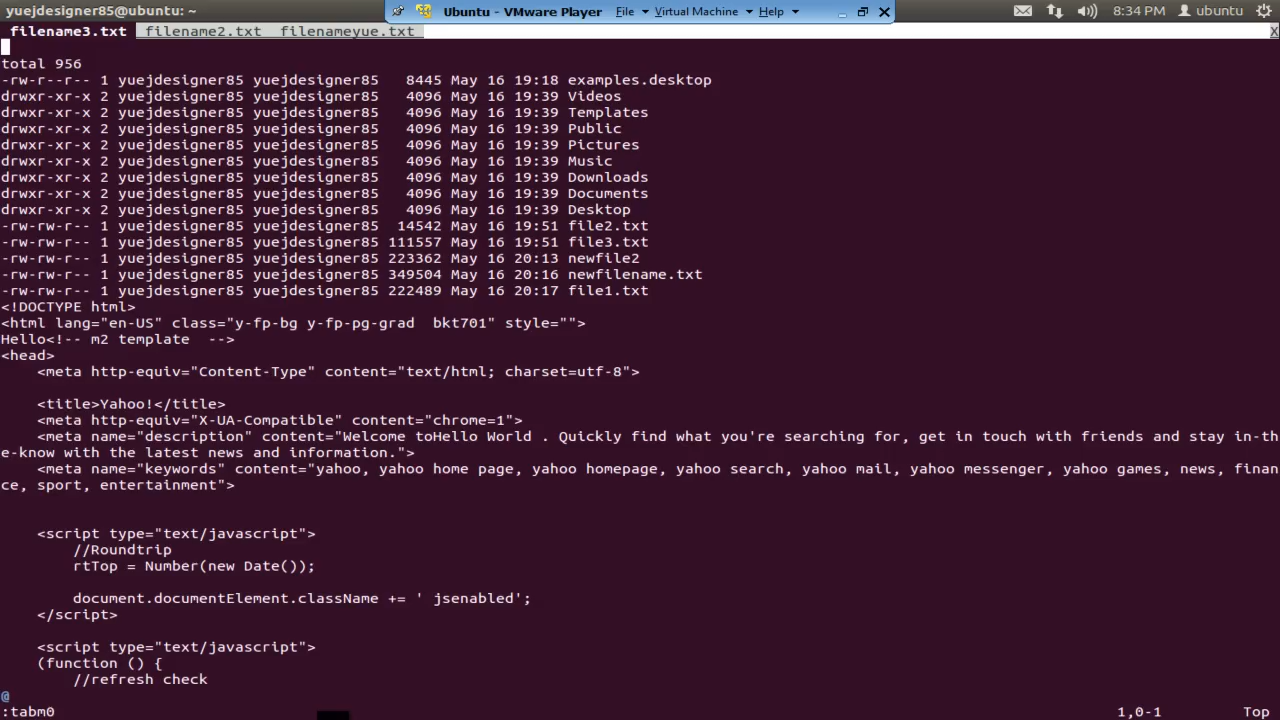 yuejdesigner85@ubuntu: ~
Ubuntu - VMware Player File Virtual Machine Help
8:34 PM ubuntu
filename3.txt filename2.txt filenameyue.txt X
total 956
-rw-r--r-- 1 yuejdesigner85 yuejdesigner85   8445 May 16 19:18 examples.desktop
drwxr-xr-x 2 yuejdesigner85 yuejdesigner85   4096 May 16 19:39 Videos
drwxr-xr-x 2 yuejdesigner85 yuejdesigner85   4096 May 16 19:39 Templates
drwxr-xr-x 2 yuejdesigner85 yuejdesigner85   4096 May 16 19:39 Public
drwxr-xr-x 2 yuejdesigner85 yuejdesigner85   4096 May 16 19:39 Pictures
drwxr-xr-x 2 yuejdesigner85 yuejdesigner85   4096 May 16 19:39 Music
drwxr-xr-x 2 yuejdesigner85 yuejdesigner85   4096 May 16 19:39 Downloads
drwxr-xr-x 2 yuejdesigner85 yuejdesigner85   4096 May 16 19:39 Documents
drwxr-xr-x 2 yuejdesigner85 yuejdesigner85   4096 May 16 19:39 Desktop
-rw-rw-r-- 1 yuejdesigner85 yuejdesigner85  14542 May 16 19:51 file2.txt
-rw-rw-r-- 1 yuejdesigner85 yuejdesigner85 111557 May 16 19:51 file3.txt
-rw-rw-r-- 1 yuejdesigner85 yuejdesigner85 223362 May 16 20:13 newfile2
-rw-rw-r-- 1 yuejdesigner85 yuejdesigner85 349504 May 16 20:16 newfilename.txt
-rw-rw-r-- 1 yuejdesigner85 yuejdesigner85 222489 May 16 20:17 file1.txt
<!DOCTYPE html>
<html lang="en-US" class="y-fp-bg y-fp-pg-grad  bkt701" style="">
Hello<!-- m2 template  -->
<head>
    <meta http-equiv="Content-Type" content="text/html; charset=utf-8">
    <title>Yahoo!</title>
    <meta http-equiv="X-UA-Compatible" content="chrome=1">
    <meta name="description" content="Welcome toHello World . Quickly find what you're searching for, get in touch with friends and stay in-th
e-know with the latest news and information.">
    <meta name="keywords" content="yahoo, yahoo home page, yahoo homepage, yahoo search, yahoo mail, yahoo messenger, yahoo games, news, finan
ce, sport, entertainment">
    <script type="text/javascript">
        //Roundtrip
        rtTop = Number(new Date());
        document.documentElement.className += ' jsenabled';
    </script>
    <script type="text/javascript">
    (function () {
        //refresh check
@
:tabm0 1,0-1 Top